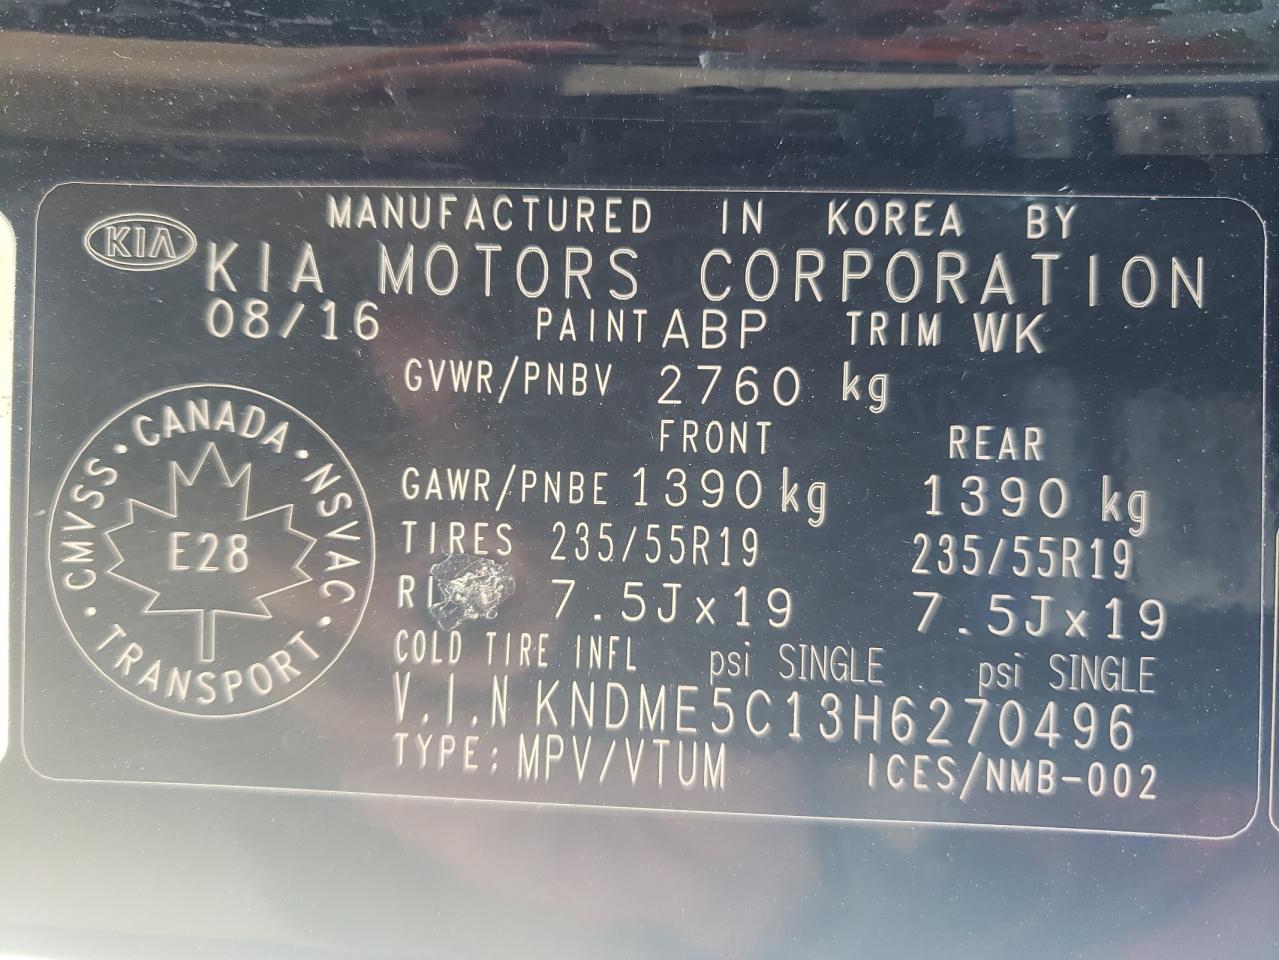 MANUFACTURED IN KOREA BY
KIA
KIA MOTORS CORPORATION
08/16 PAINT ABP TRIM WK
GVWR/PNBV 2760 kg
FRONT REAR
GAWR/PNBE 1390 kg 1390 kg
TIRES 235/55R19 235/55R19
7.5Jx19 7.5Jx19
COLD TIRE INFL psi SINGLE psi SINGLE
V.I.N KNDME5C13H6270496
TYPE: MPV/VTUM ICES/NMB-002
CMVSS · CANADA · NSVAC · TRANSPORT ·
E28